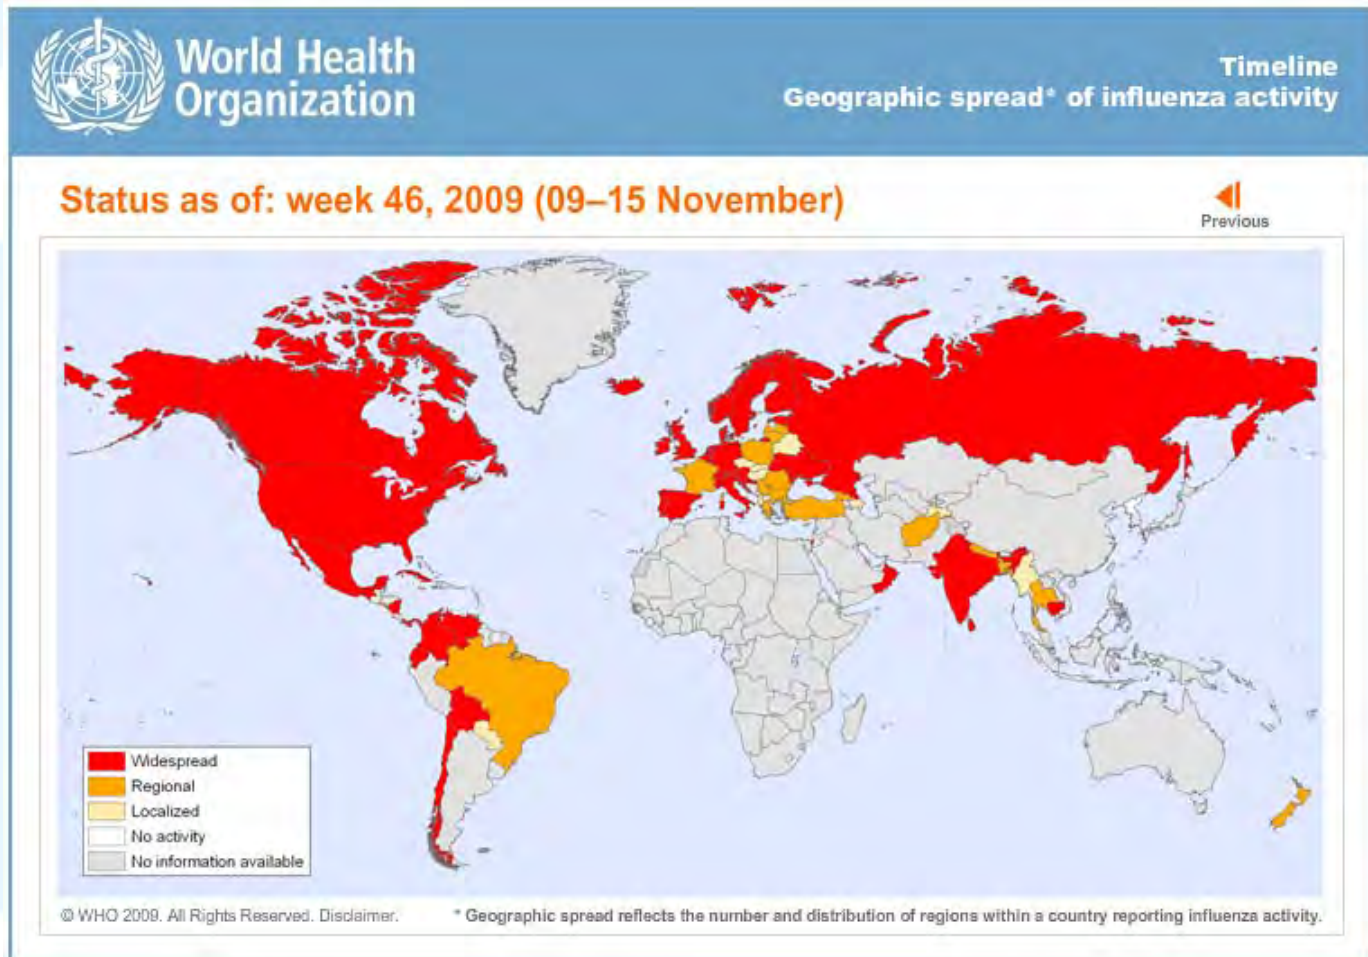 World Health
Organization
Timeline
Geographic spread* of influenza activity
Status as of: week 46, 2009 (09–15 November)
Previous
Widespread
Regional
Localized
No activity
No information available
© WHO 2009. All Rights Reserved. Disclaimer.
* Geographic spread reflects the number and distribution of regions within a country reporting influenza activity.